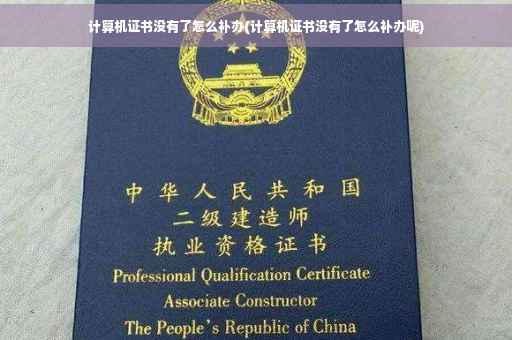 计算机证书没有了怎么补办(计算机证书没有了怎么补办呢)
中华人民共和国
二级建造师
执业资格证书
Professional Qualification Certificate
Associate Constructor
The People's Republic of China